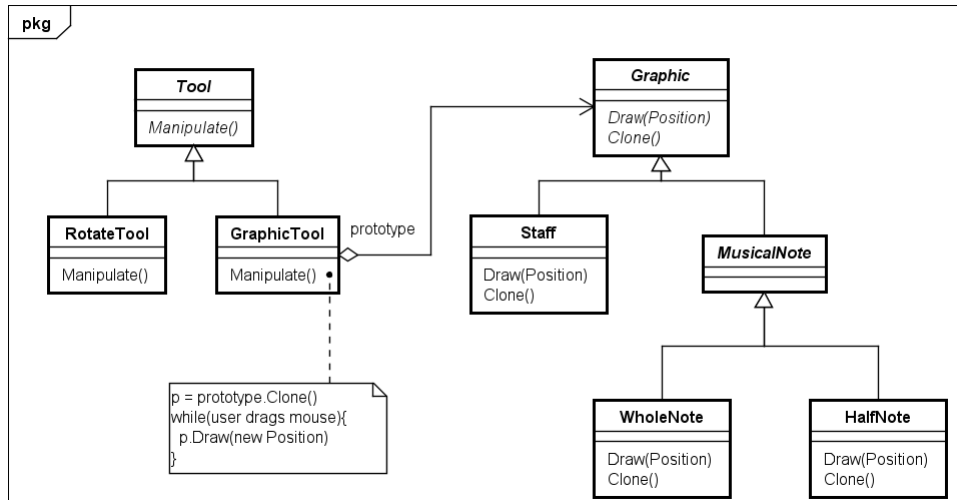 pkg
Tool
Manipulate()
Graphic
Draw(Position)
Clone()
RotateTool
Manipulate()
GraphicTool
Manipulate()
prototype
Staff
Draw(Position)
Clone()
MusicalNote
p = prototype.Clone()
while(user drags mouse){
p.Draw(new Position)
}
WholeNote
Draw(Position)
Clone()
HalfNote
Draw(Position)
Clone()